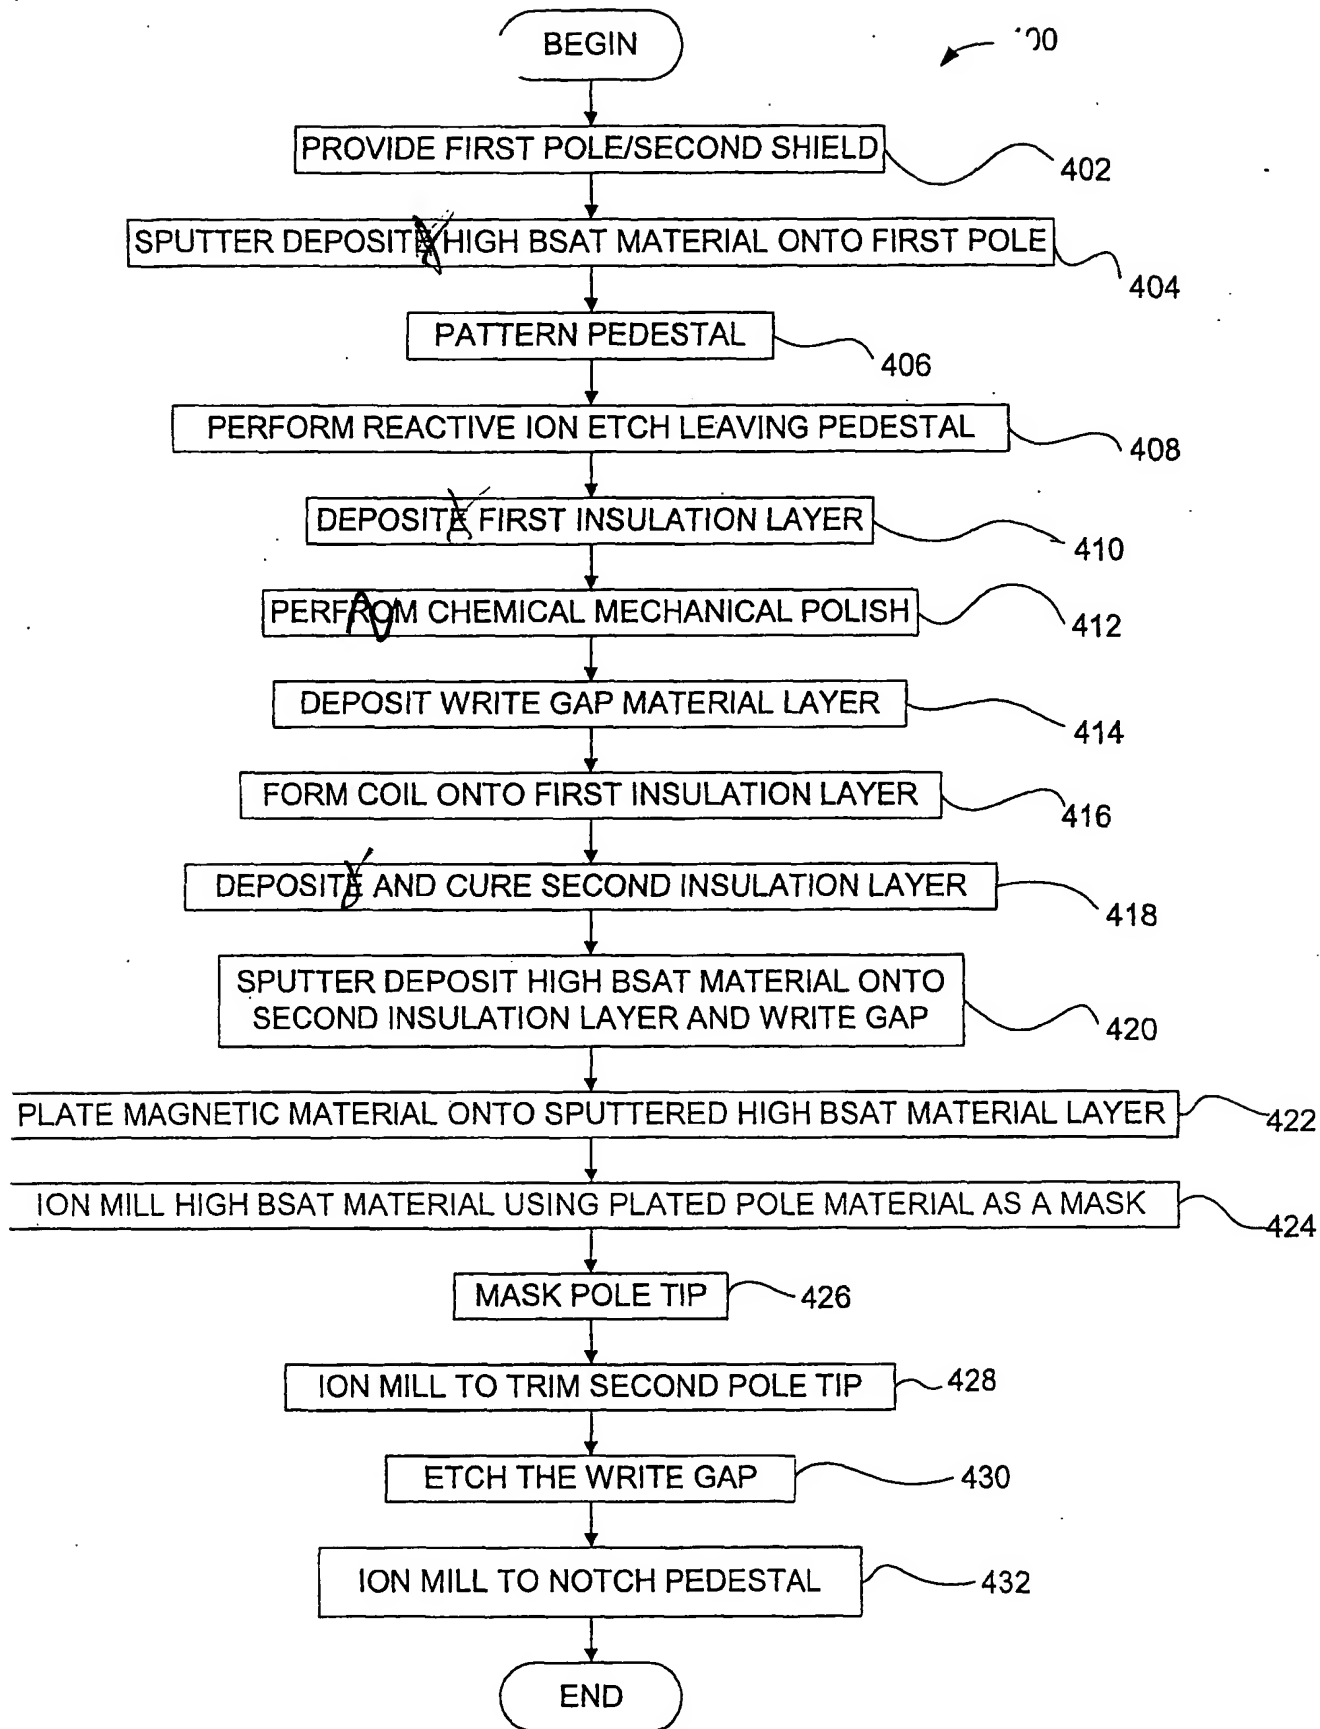 BEGIN
PROVIDE FIRST POLE/SECOND SHIELD
402
SPUTTER DEPOSITE HIGH BSAT MATERIAL ONTO FIRST POLE
404
PATTERN PEDESTAL
406
PERFORM REACTIVE ION ETCH LEAVING PEDESTAL
408
DEPOSITE FIRST INSULATION LAYER
410
PERFROM CHEMICAL MECHANICAL POLISH
412
DEPOSIT WRITE GAP MATERIAL LAYER
414
FORM COIL ONTO FIRST INSULATION LAYER
416
DEPOSITE AND CURE SECOND INSULATION LAYER
418
SPUTTER DEPOSIT HIGH BSAT MATERIAL ONTO
SECOND INSULATION LAYER AND WRITE GAP
420
PLATE MAGNETIC MATERIAL ONTO SPUTTERED HIGH BSAT MATERIAL LAYER
422
ION MILL HIGH BSAT MATERIAL USING PLATED POLE MATERIAL AS A MASK
424
MASK POLE TIP
426
ION MILL TO TRIM SECOND POLE TIP
428
ETCH THE WRITE GAP
430
ION MILL TO NOTCH PEDESTAL
432
END